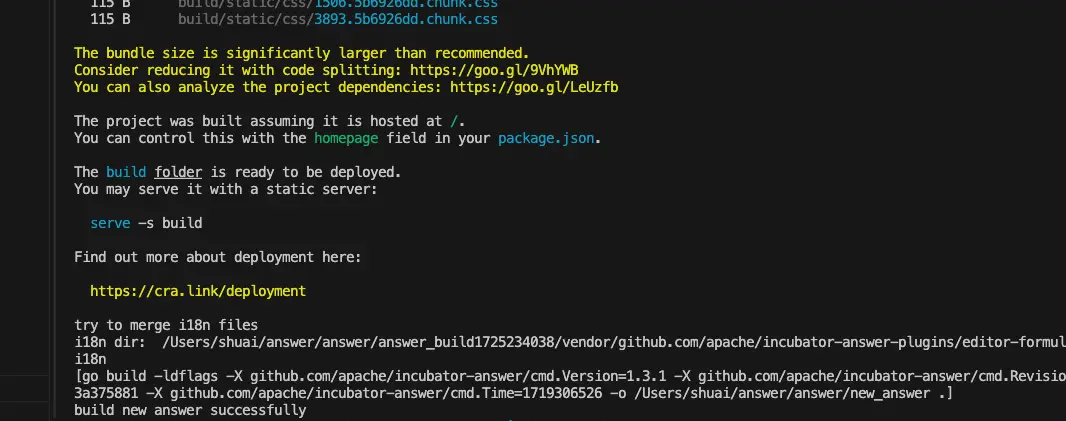 115 B      build/static/css/1506.5b6926dd.chunk.css
115 B      build/static/css/3893.5b6926dd.chunk.css
The bundle size is significantly larger than recommended.
Consider reducing it with code splitting: https://goo.gl/9VhYWB
You can also analyze the project dependencies: https://goo.gl/LeUzfb
The project was built assuming it is hosted at /.
You can control this with the homepage field in your package.json.
The build folder is ready to be deployed.
You may serve it with a static server:
serve -s build
Find out more about deployment here:
https://cra.link/deployment
try to merge i18n files
i18n dir:  /Users/shuai/answer/answer/answer_build1725234038/vendor/github.com/apache/incubator-answer-plugins/editor-formul
i18n
[go build -ldflags -X github.com/apache/incubator-answer/cmd.Version=1.3.1 -X github.com/apache/incubator-answer/cmd.Revisio
3a375881 -X github.com/apache/incubator-answer/cmd.Time=1719306526 -o /Users/shuai/answer/answer/new_answer .]
build new answer successfully